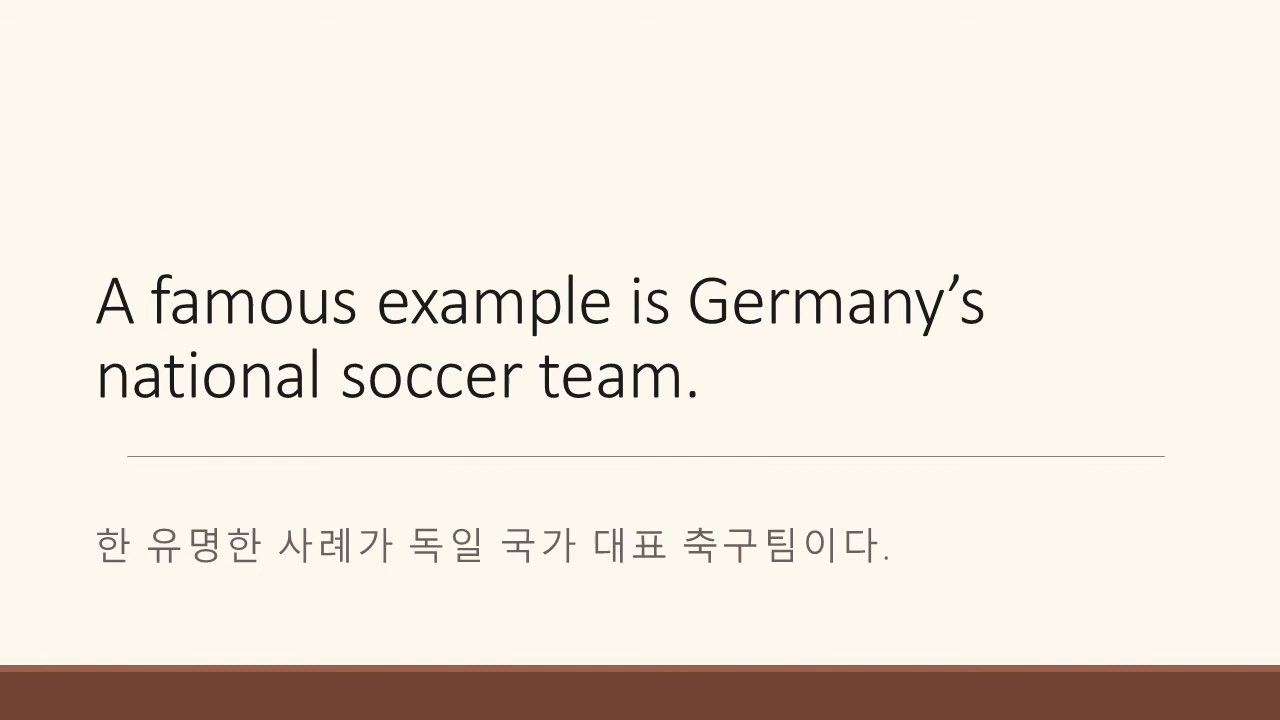 A famous example is Germany’s
national soccer team.
한 유명한 사례가 독일 국가 대표 축구팀이다.